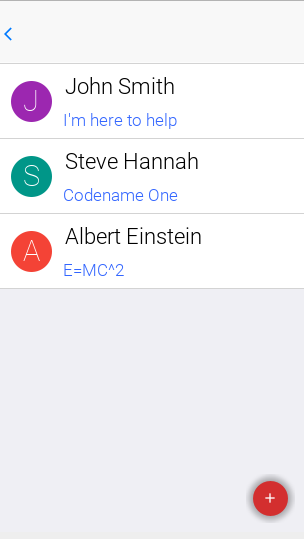 J
John Smith
I'm here to help
S
Steve Hannah
Codename One
A
Albert Einstein
E=MC^2
+